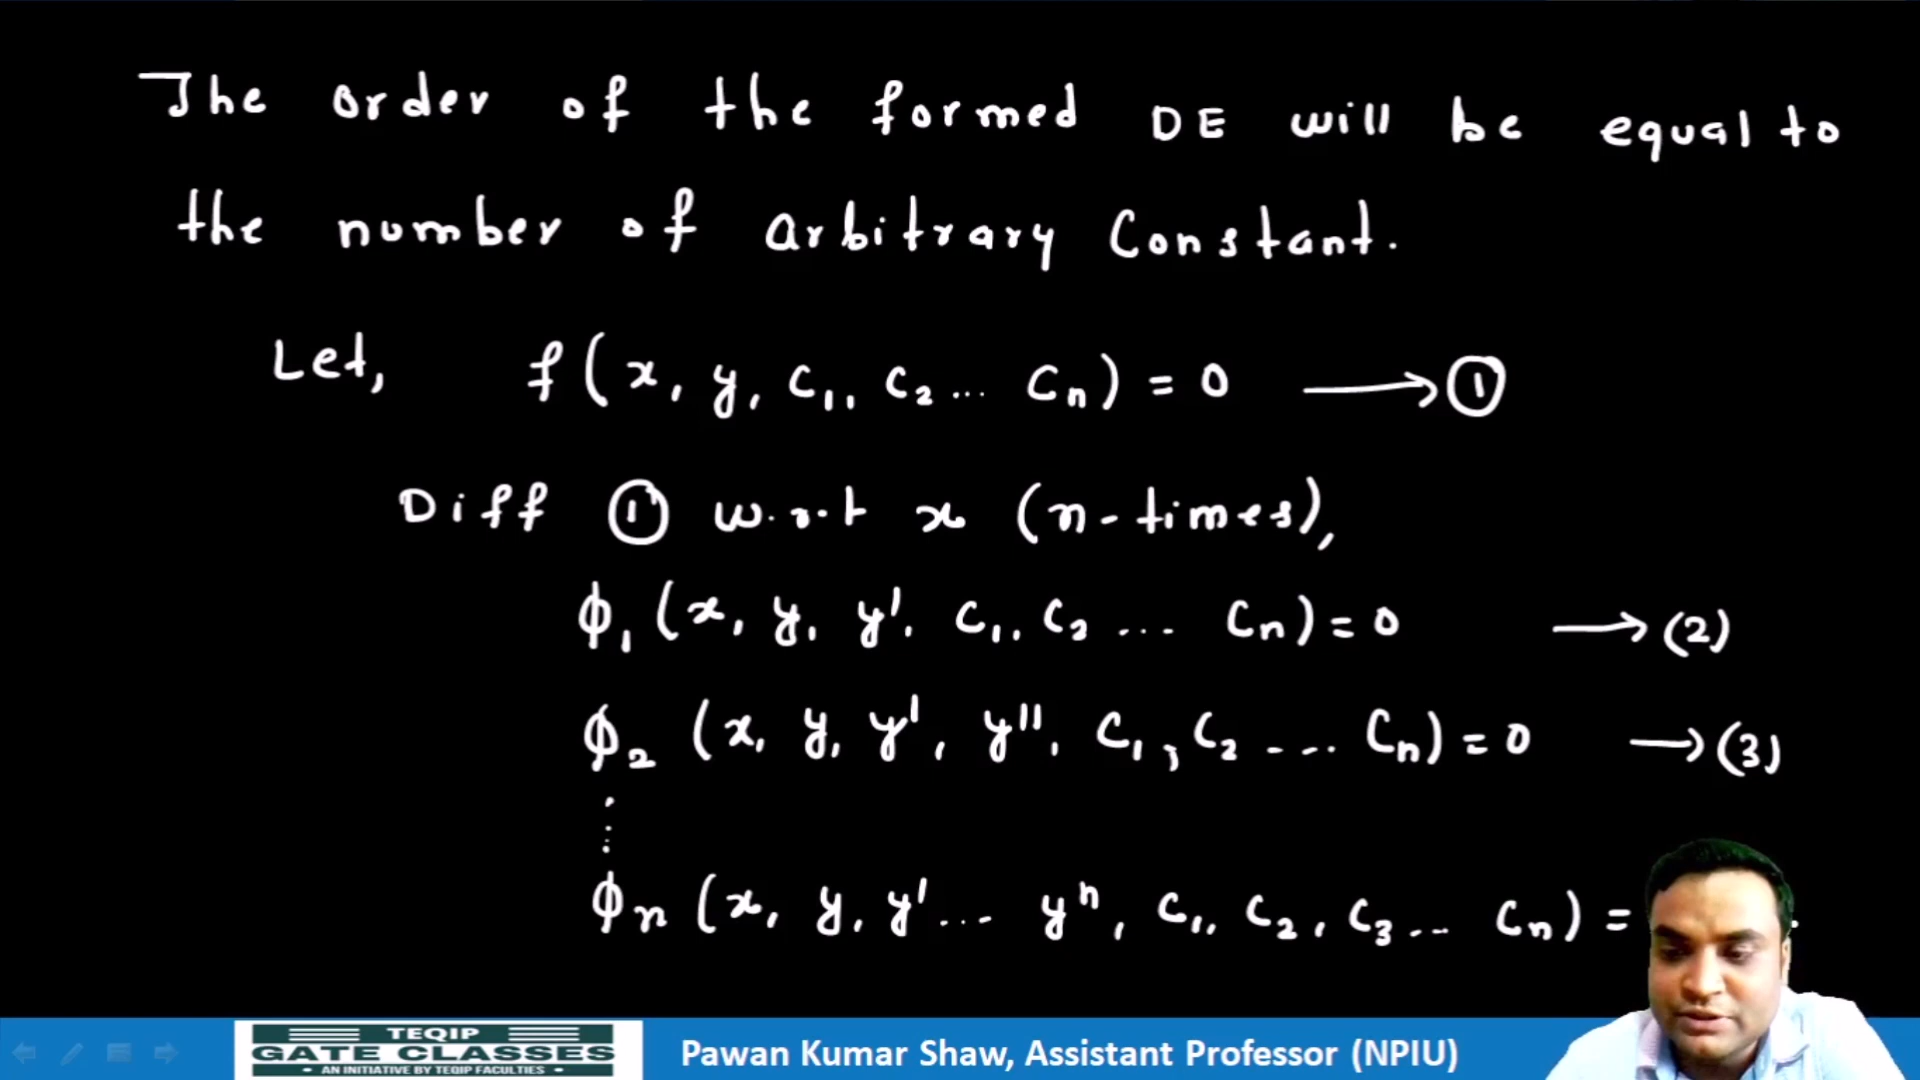 The order of the formed DE will be equal to
the number of arbitrary Constant.
Let, f(x, y, c₁, c₂ ... cₙ) = 0 ⟶ ①
Diff ① w.r.t x (n-times),
ϕ₁ (x, y, y', c₁, c₂ ... cₙ) = 0 ⟶ (2)
ϕ₂ (x, y, y', y'', c₁, c₂ ... cₙ) = 0 ⟶ (3)
⋮
ϕₙ (x, y, y' ... yⁿ, c₁, c₂, c₃ ... cₙ) =
TEQIP
GATE CLASSES
• AN INITIATIVE BY TEQIP FACULTIES •
Pawan Kumar Shaw, Assistant Professor (NPIU)